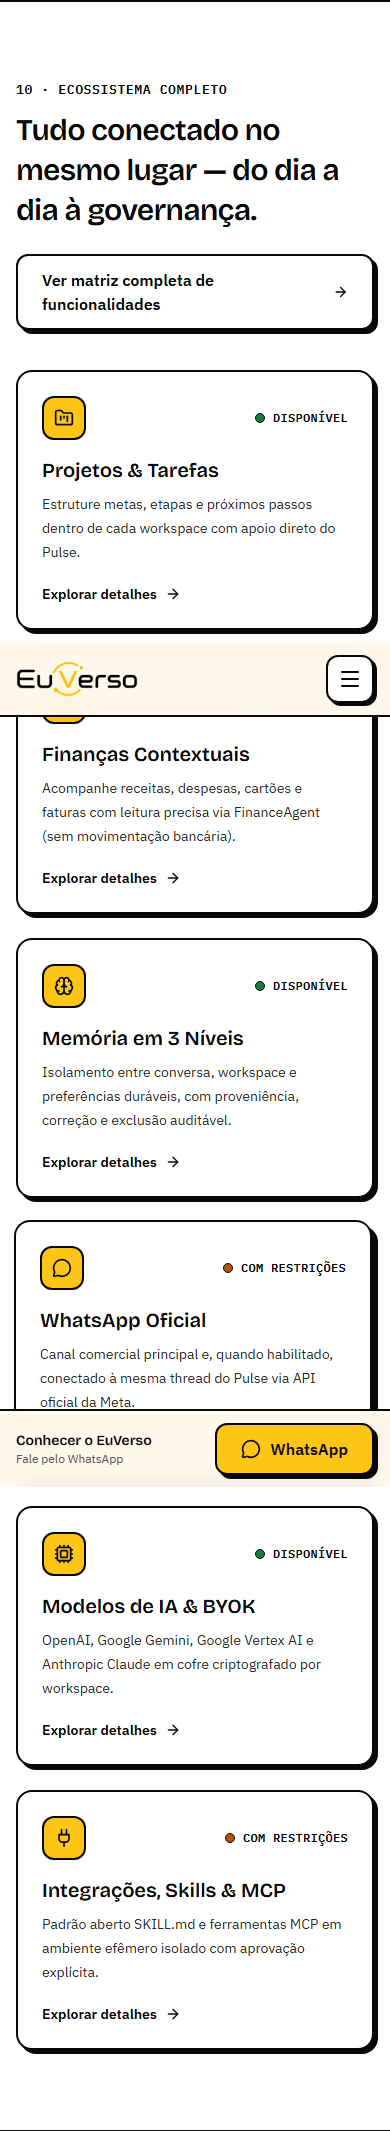 10 · ECOSSISTEMA COMPLETO
Tudo conectado no
mesmo lugar — do dia a
dia à governança.
Ver matriz completa de
funcionalidades
DISPONÍVEL
Projetos & Tarefas
Estruture metas, etapas e próximos passos
dentro de cada workspace com apoio direto do
Pulse.
Explorar detalhes
EuVerso
Finanças Contextuais
Acompanhe receitas, despesas, cartões e
faturas com leitura precisa via FinanceAgent
(sem movimentação bancária).
Explorar detalhes
DISPONÍVEL
Memória em 3 Níveis
Isolamento entre conversa, workspace e
preferências duráveis, com proveniência,
correção e exclusão auditável.
Explorar detalhes
COM RESTRIÇÕES
WhatsApp Oficial
Canal comercial principal e, quando habilitado,
conectado à mesma thread do Pulse via API
oficial da Meta.
Conhecer o EuVerso
Fale pelo WhatsApp
WhatsApp
DISPONÍVEL
Modelos de IA & BYOK
OpenAI, Google Gemini, Google Vertex AI e
Anthropic Claude em cofre criptografado por
workspace.
Explorar detalhes
COM RESTRIÇÕES
Integrações, Skills & MCP
Padrão aberto SKILL.md e ferramentas MCP em
ambiente efêmero isolado com aprovação
explícita.
Explorar detalhes